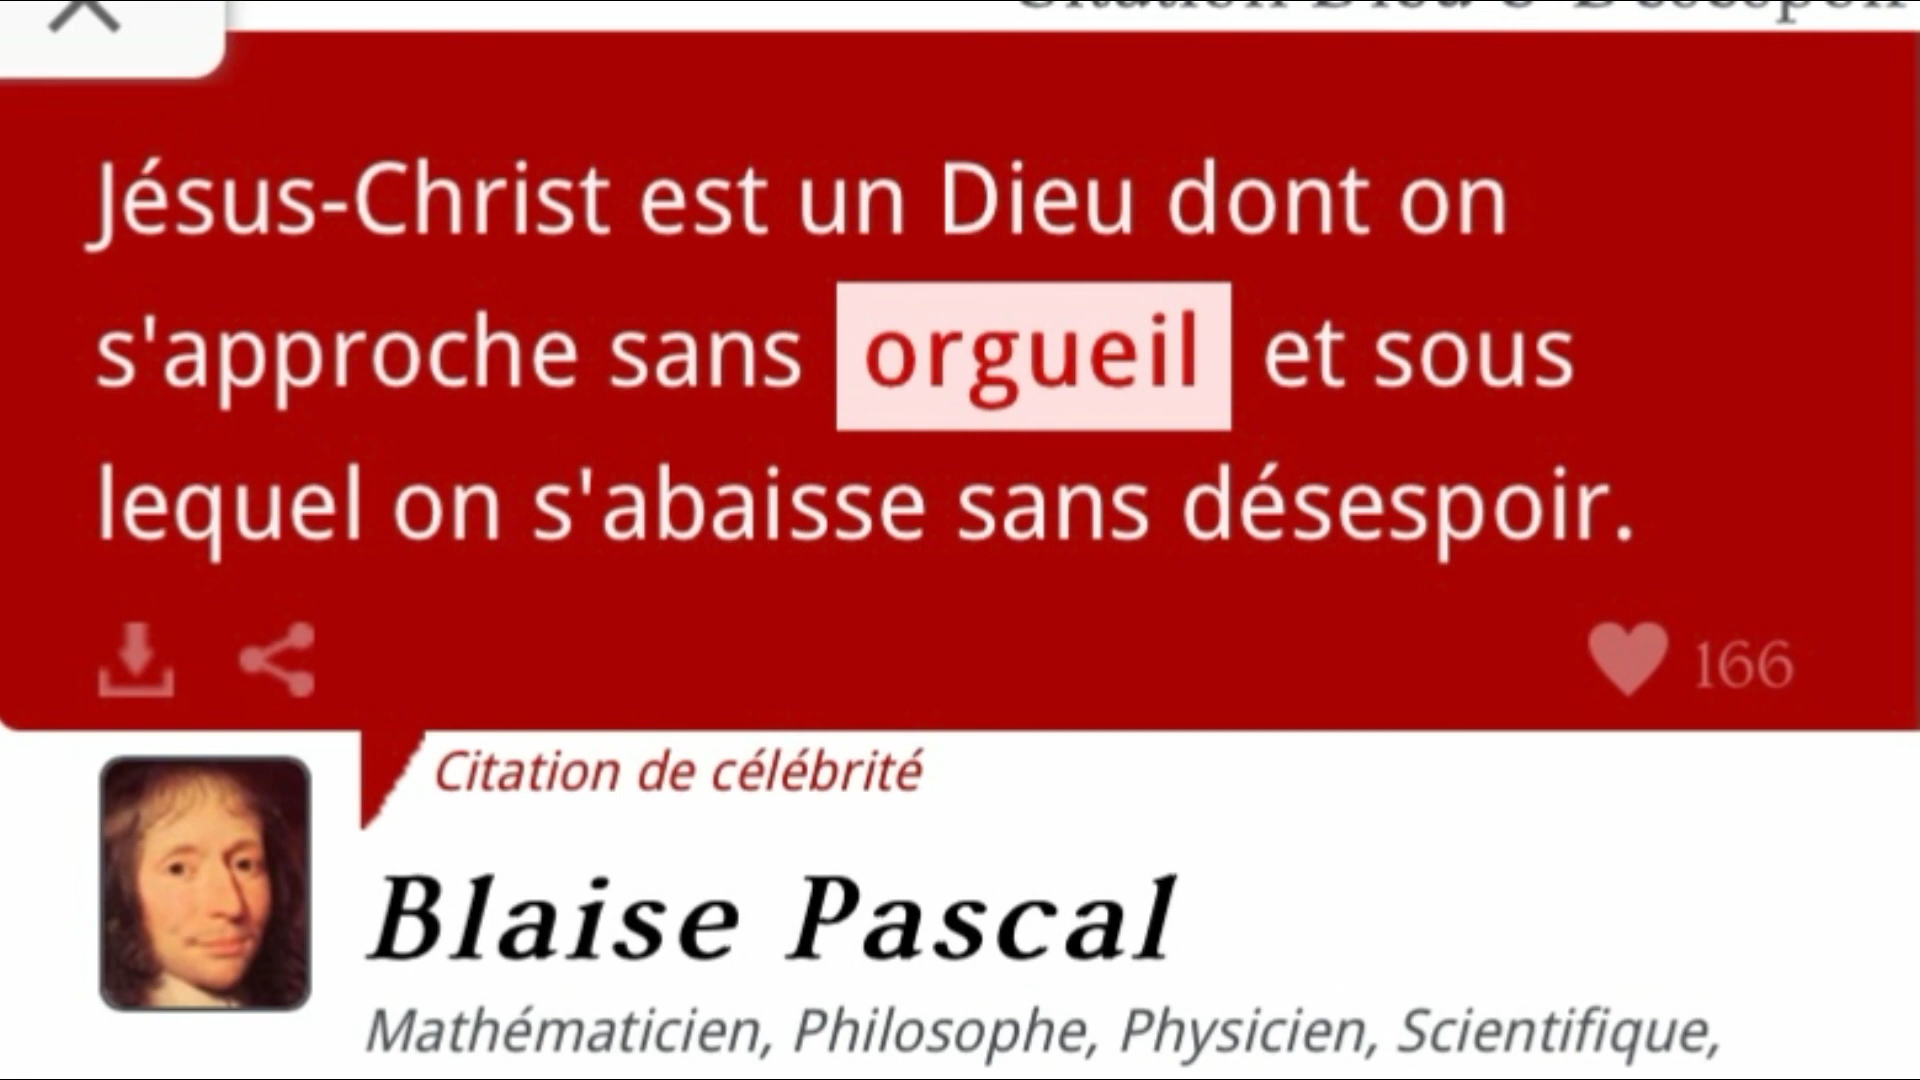 Jésus-Christ est un Dieu dont on
s'approche sans orgueil et sous
lequel on s'abaisse sans désespoir.
166
Citation de célébrité
Blaise Pascal
Mathématicien, Philosophe, Physicien, Scientifique,